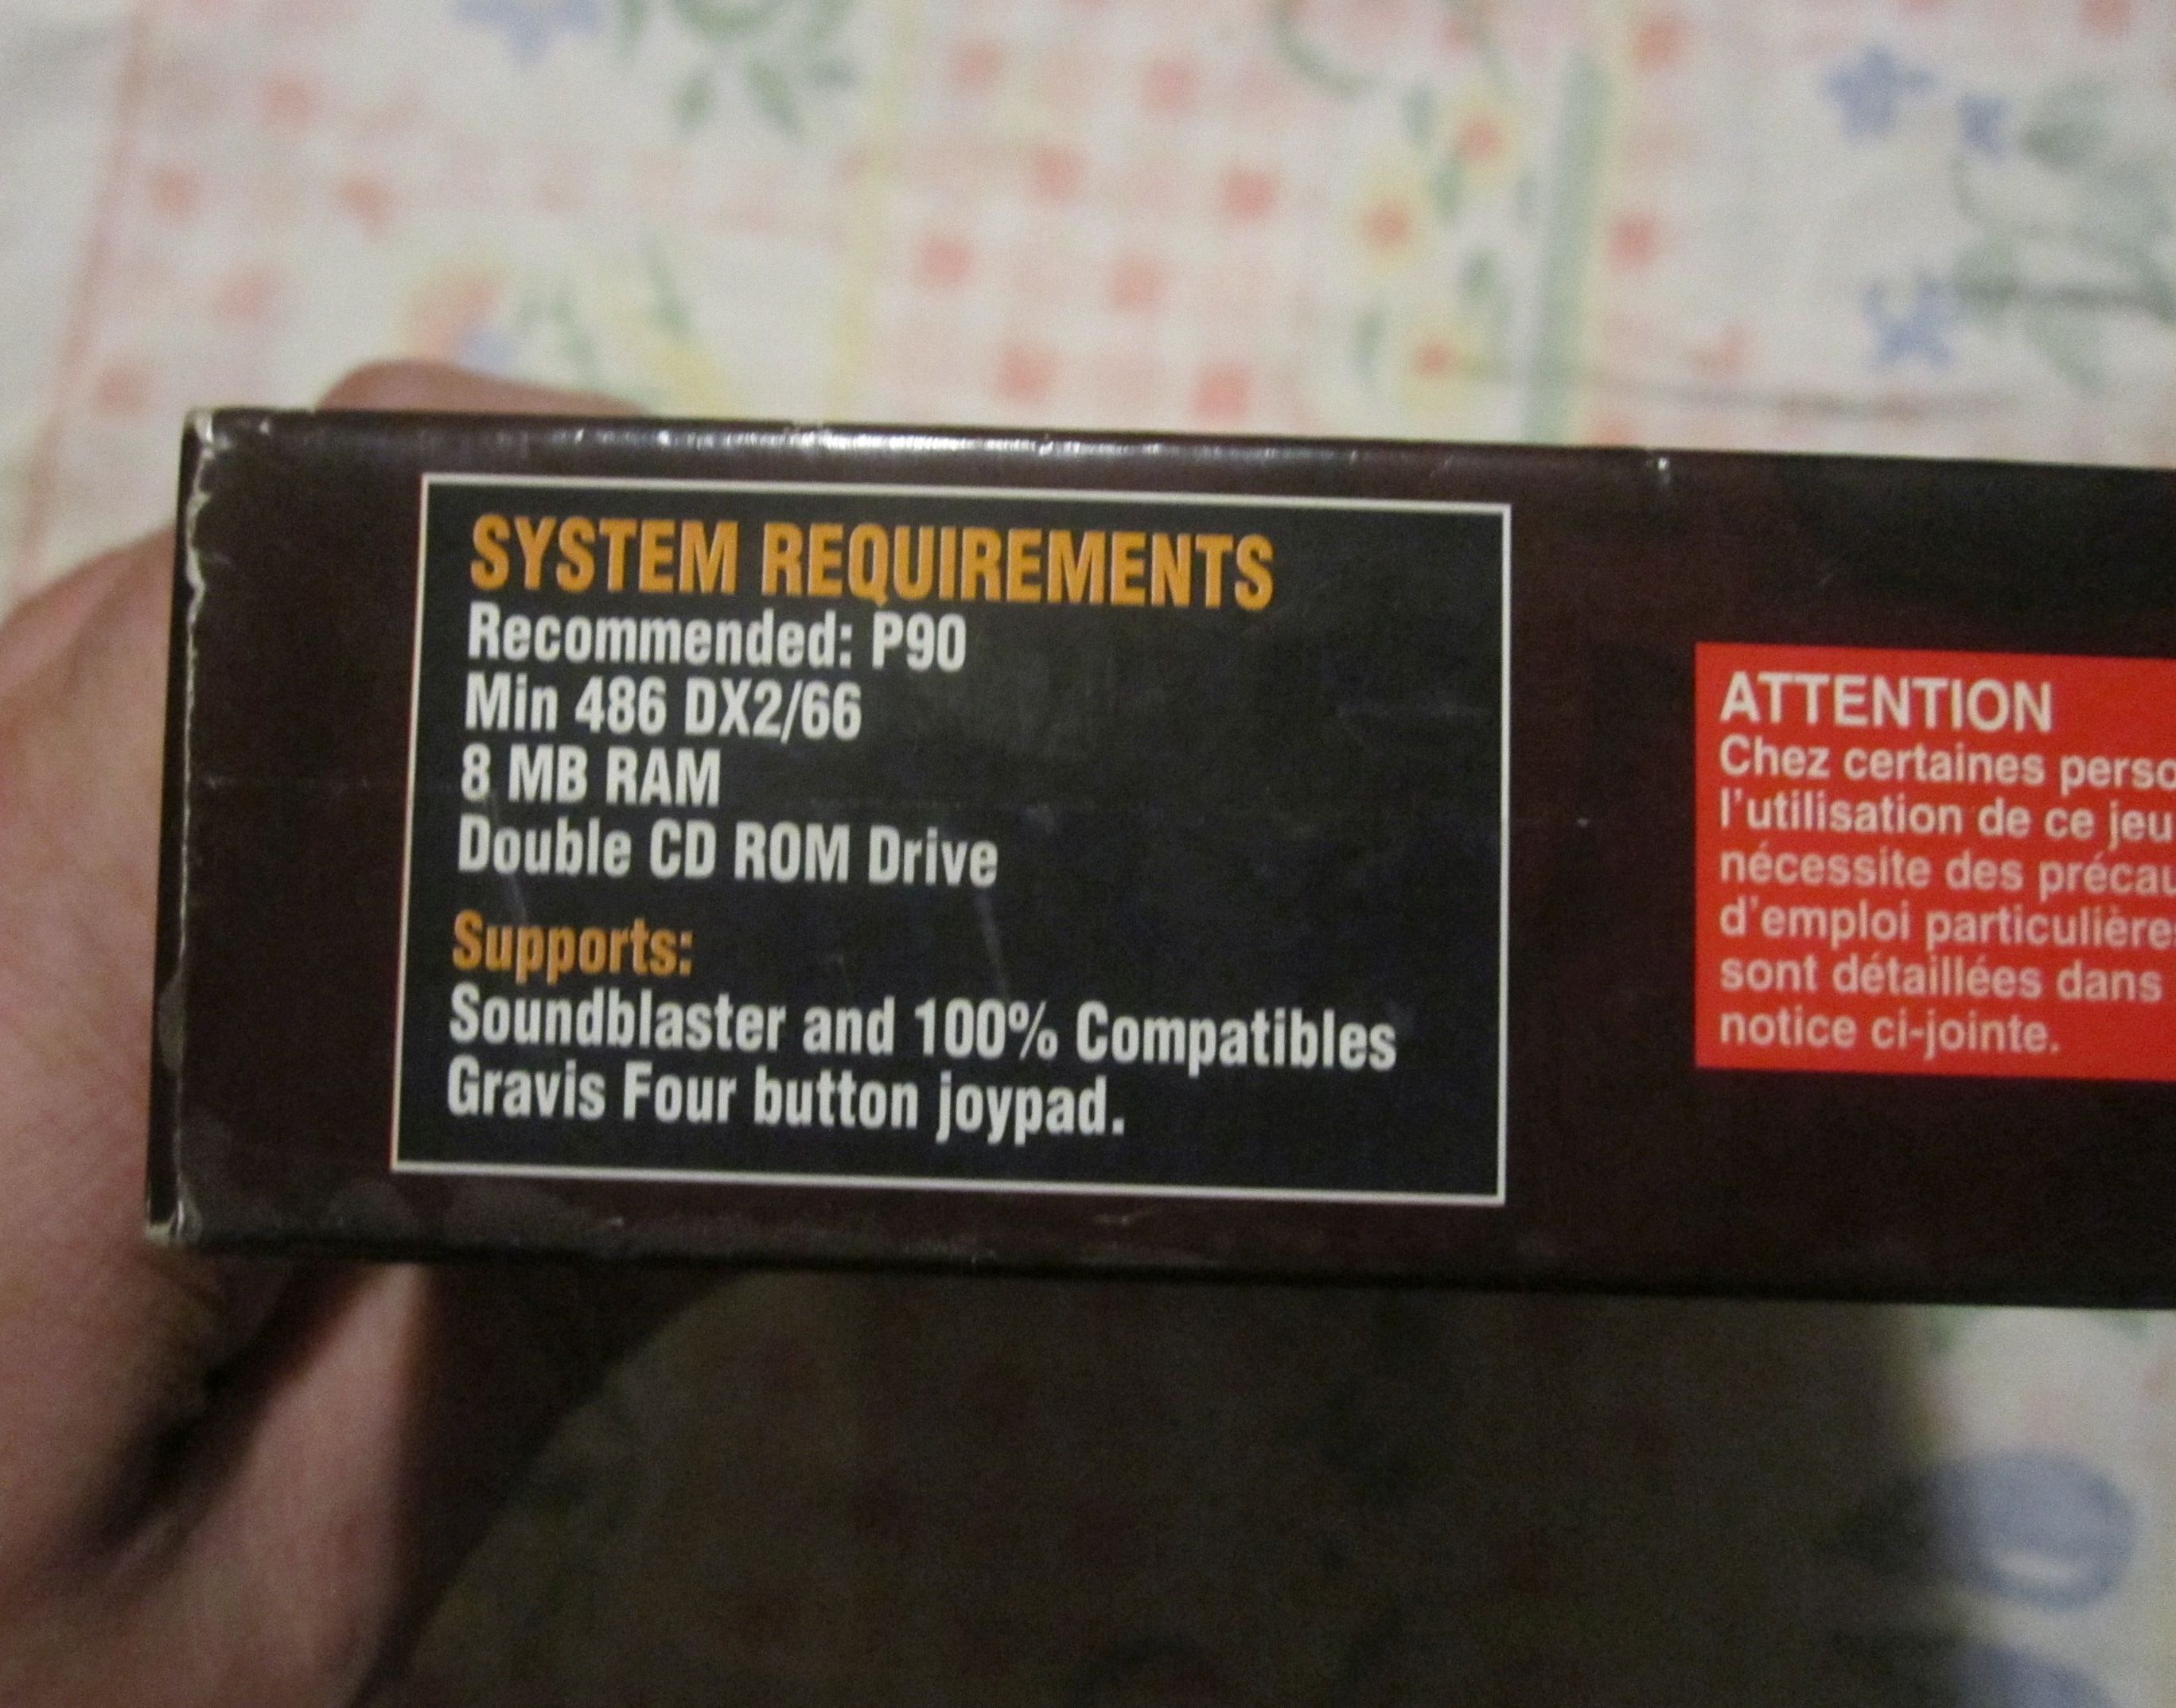 SYSTEM REQUIREMENTS
Recommended: P90
Min 486 DX2/66
8 MB RAM
Double CD ROM Drive
Supports:
Soundblaster and 100% Compatibles
Gravis Four button joypad.
ATTENTION
Chez certaines
l'utilisation de ce jeu
nécessite des
d'emploi
sont détaillées dans
notice ci-jointe.